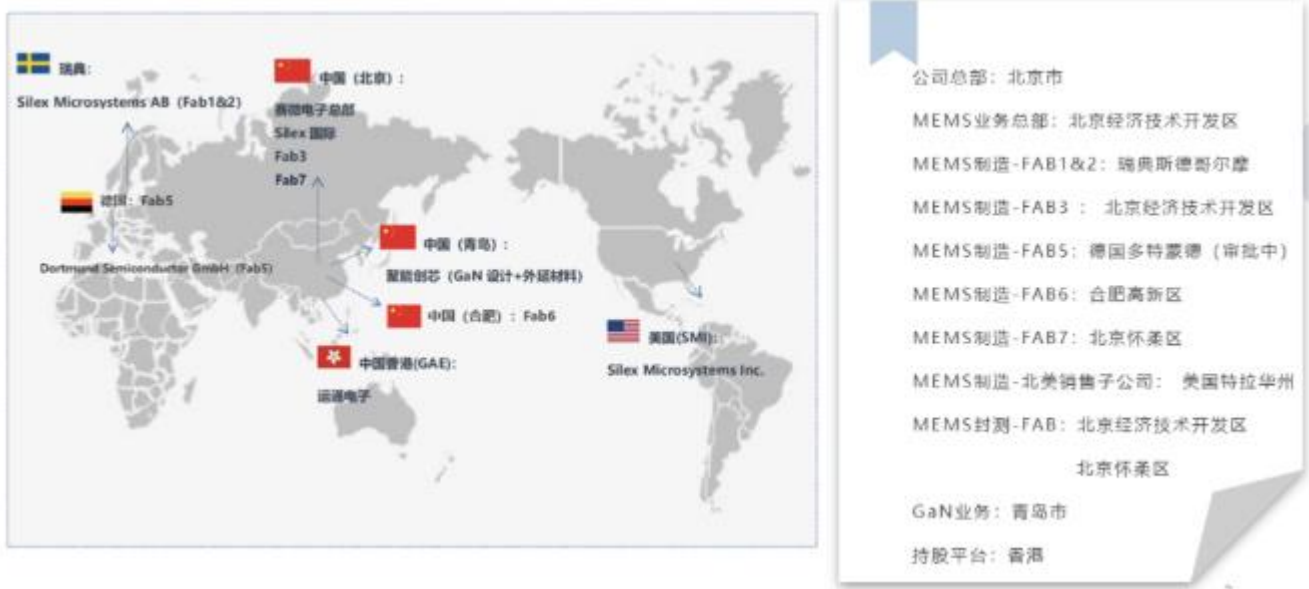 瑞典：
Silex Microsystems AB (Fab1&2)
中国（北京）：
赛微电子总部
Silex 国际
Fab3
Fab7
德国：Fab5
Dortmund Semiconductor GmbH (Fab5)
中国（青岛）：
聚能创芯（GaN 设计+外延材料）
中国（合肥）：Fab6
中国香港(GAE):
运通电子
美国(SMI):
Silex Microsystems Inc.
公司总部：北京市
MEMS业务总部：北京经济技术开发区
MEMS制造-FAB1&2：瑞典斯德哥尔摩
MEMS制造-FAB3 ： 北京经济技术开发区
MEMS制造-FAB5：德国多特蒙德（审批中）
MEMS制造-FAB6：合肥高新区
MEMS制造-FAB7：北京怀柔区
MEMS制造-北美销售子公司： 美国特拉华州
MEMS封测-FAB：北京经济技术开发区
北京怀柔区
GaN业务：青岛市
持股平台：香港